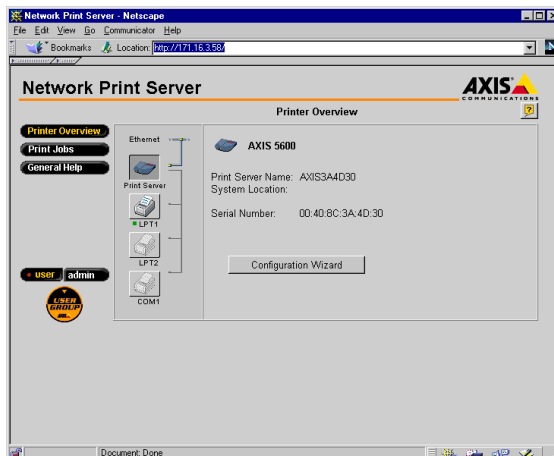 Network Print Server - Netscape
File Edit View Go Communicator Help
Bookmarks Location: http://171.16.3.58/
Network Print Server
AXIS
COMMUNICATIONS
Printer Overview
?
Printer Overview
Print Jobs
General Help
Ethernet
Print Server
LPT1
LPT2
COM1
AXIS 5600
Print Server Name: AXIS3A4D30
System Location:
Serial Number: 00:40:8C:3A:4D:30
Configuration Wizard
user admin
USER
GROUP
Document: Done